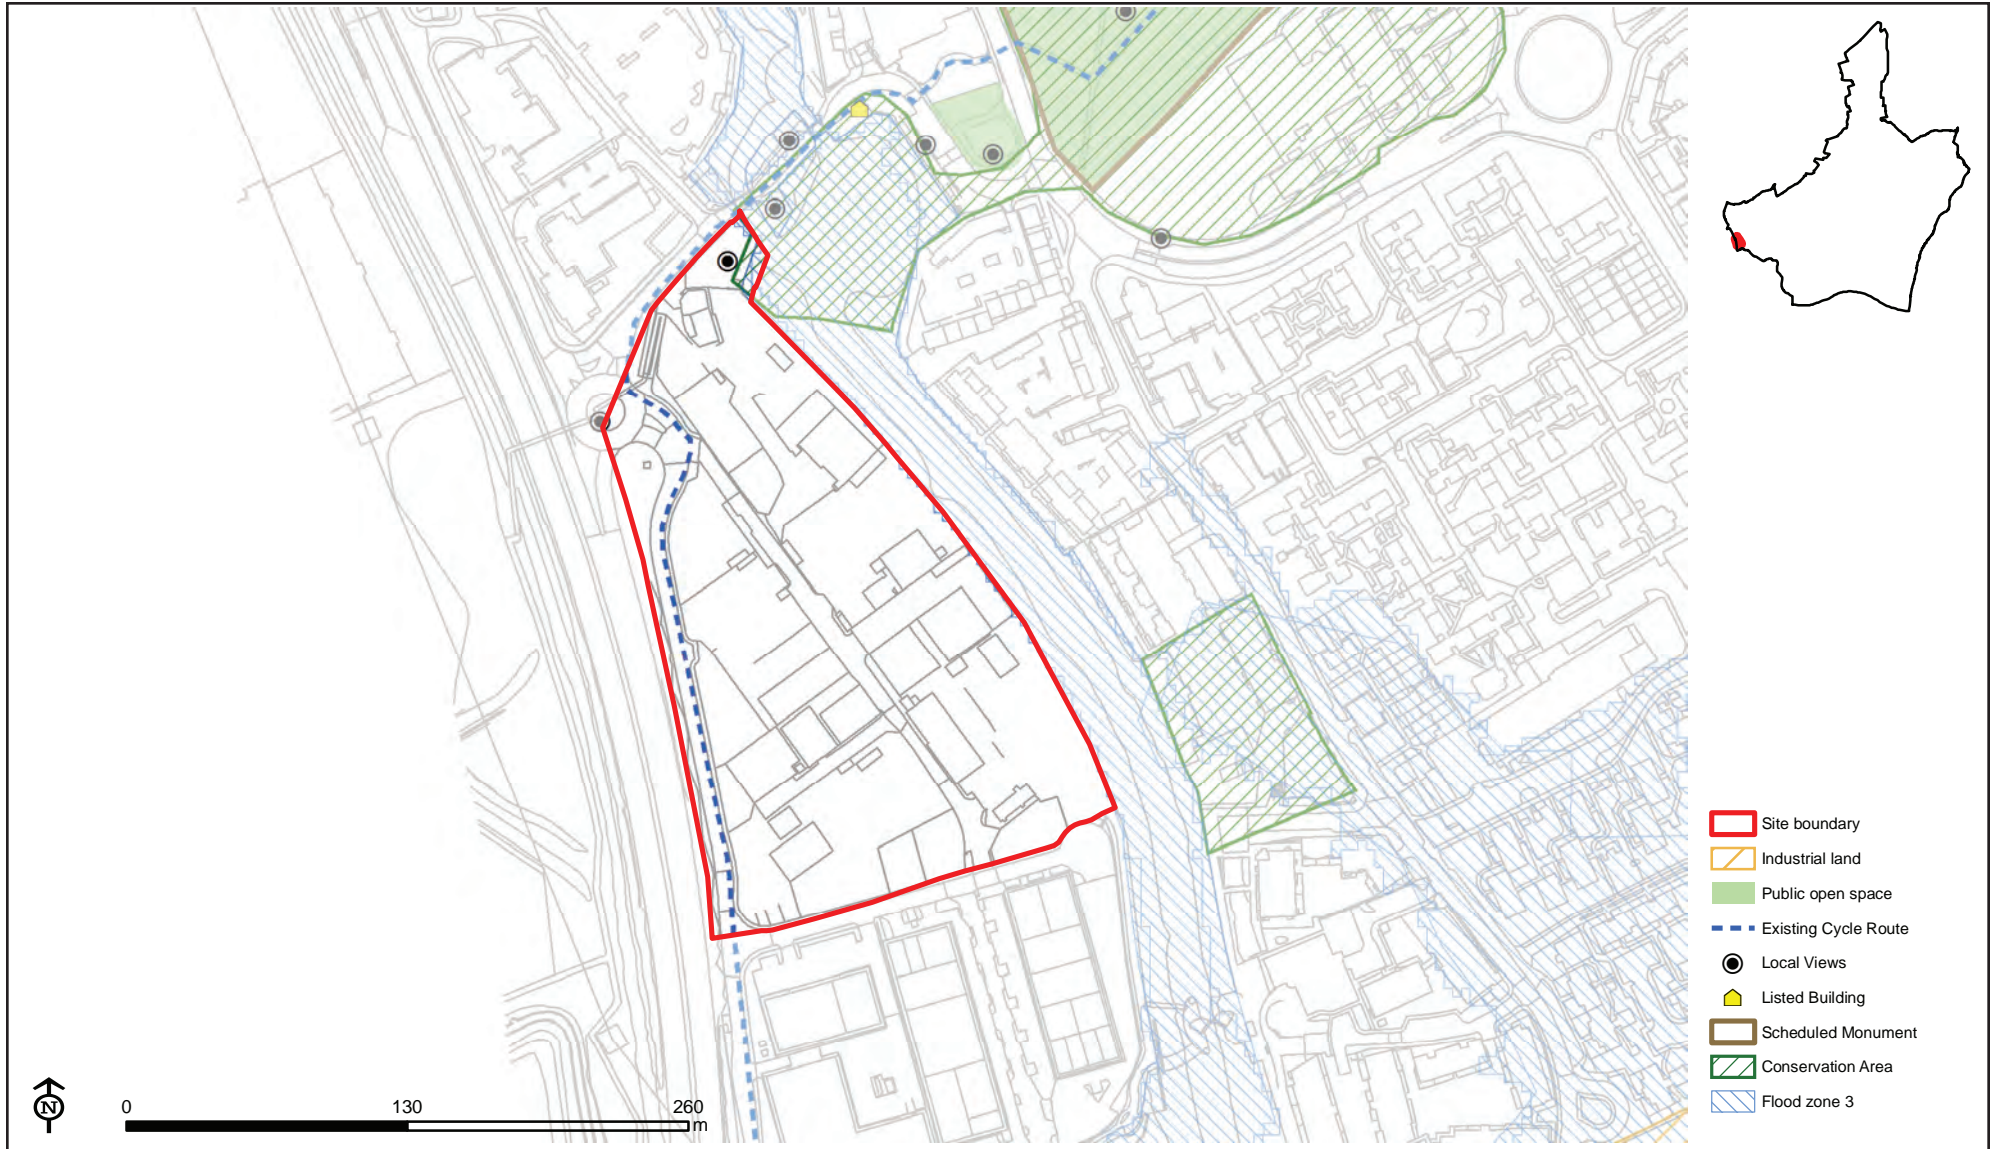 Site boundary
Industrial land
Public open space
Existing Cycle Route
Local Views
Listed Building
Scheduled Monument
Conservation Area
Flood zone 3
N
0 130 260
m